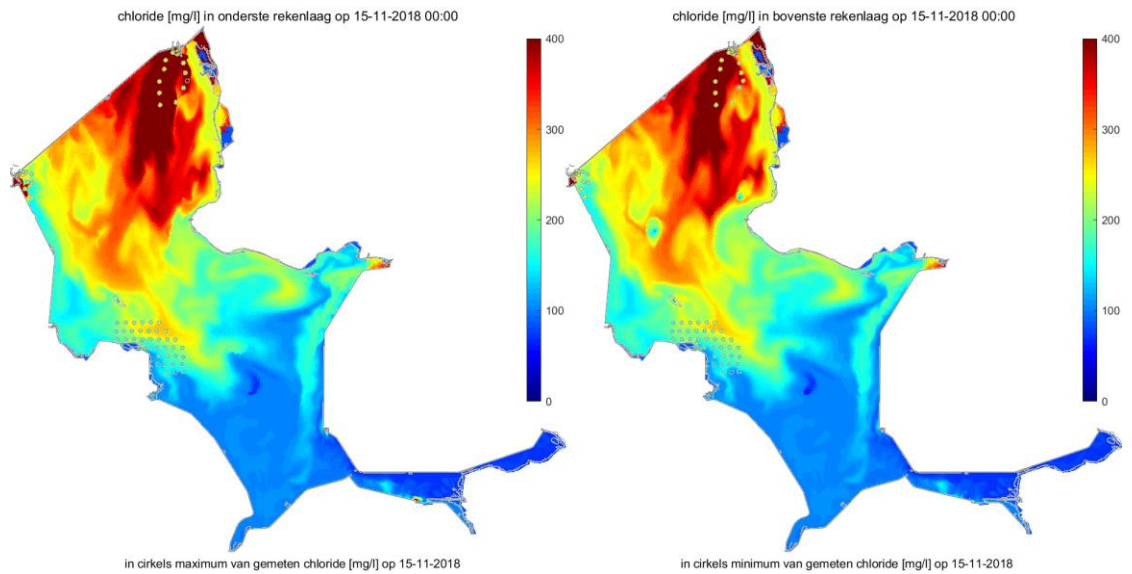 chloride [mg/l] in onderste rekenlaag op 15-11-2018 00:00
400
300
200
100
0
in cirkels maximum van gemeten chloride [mg/l] op 15-11-2018
chloride [mg/l] in bovenste rekenlaag op 15-11-2018 00:00
400
300
200
100
0
in cirkels minimum van gemeten chloride [mg/l] op 15-11-2018